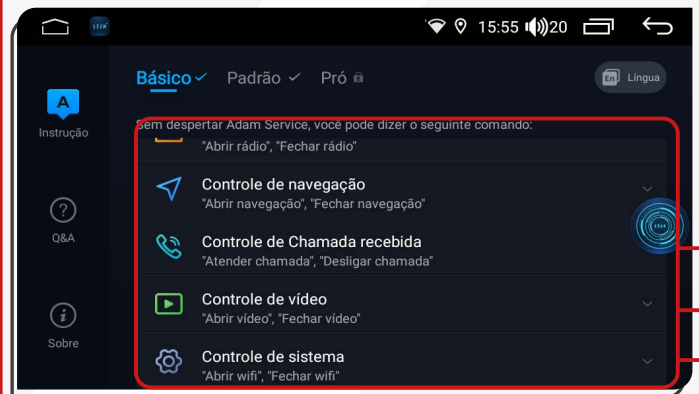 15:55 20
Básico Padrão Pró
En Língua
A
Instrução
Sem despertar Adam Service, você pode dizer o seguinte comando:
"Abrir rádio", "Fechar rádio"
Controle de navegação
"Abrir navegação", "Fechar navegação"
?
Q&A
Controle de Chamada recebida
"Atender chamada", "Desligar chamada"
Controle de vídeo
"Abrir vídeo", "Fechar vídeo"
i
Sobre
Controle de sistema
"Abrir wifi", "Fechar wifi"